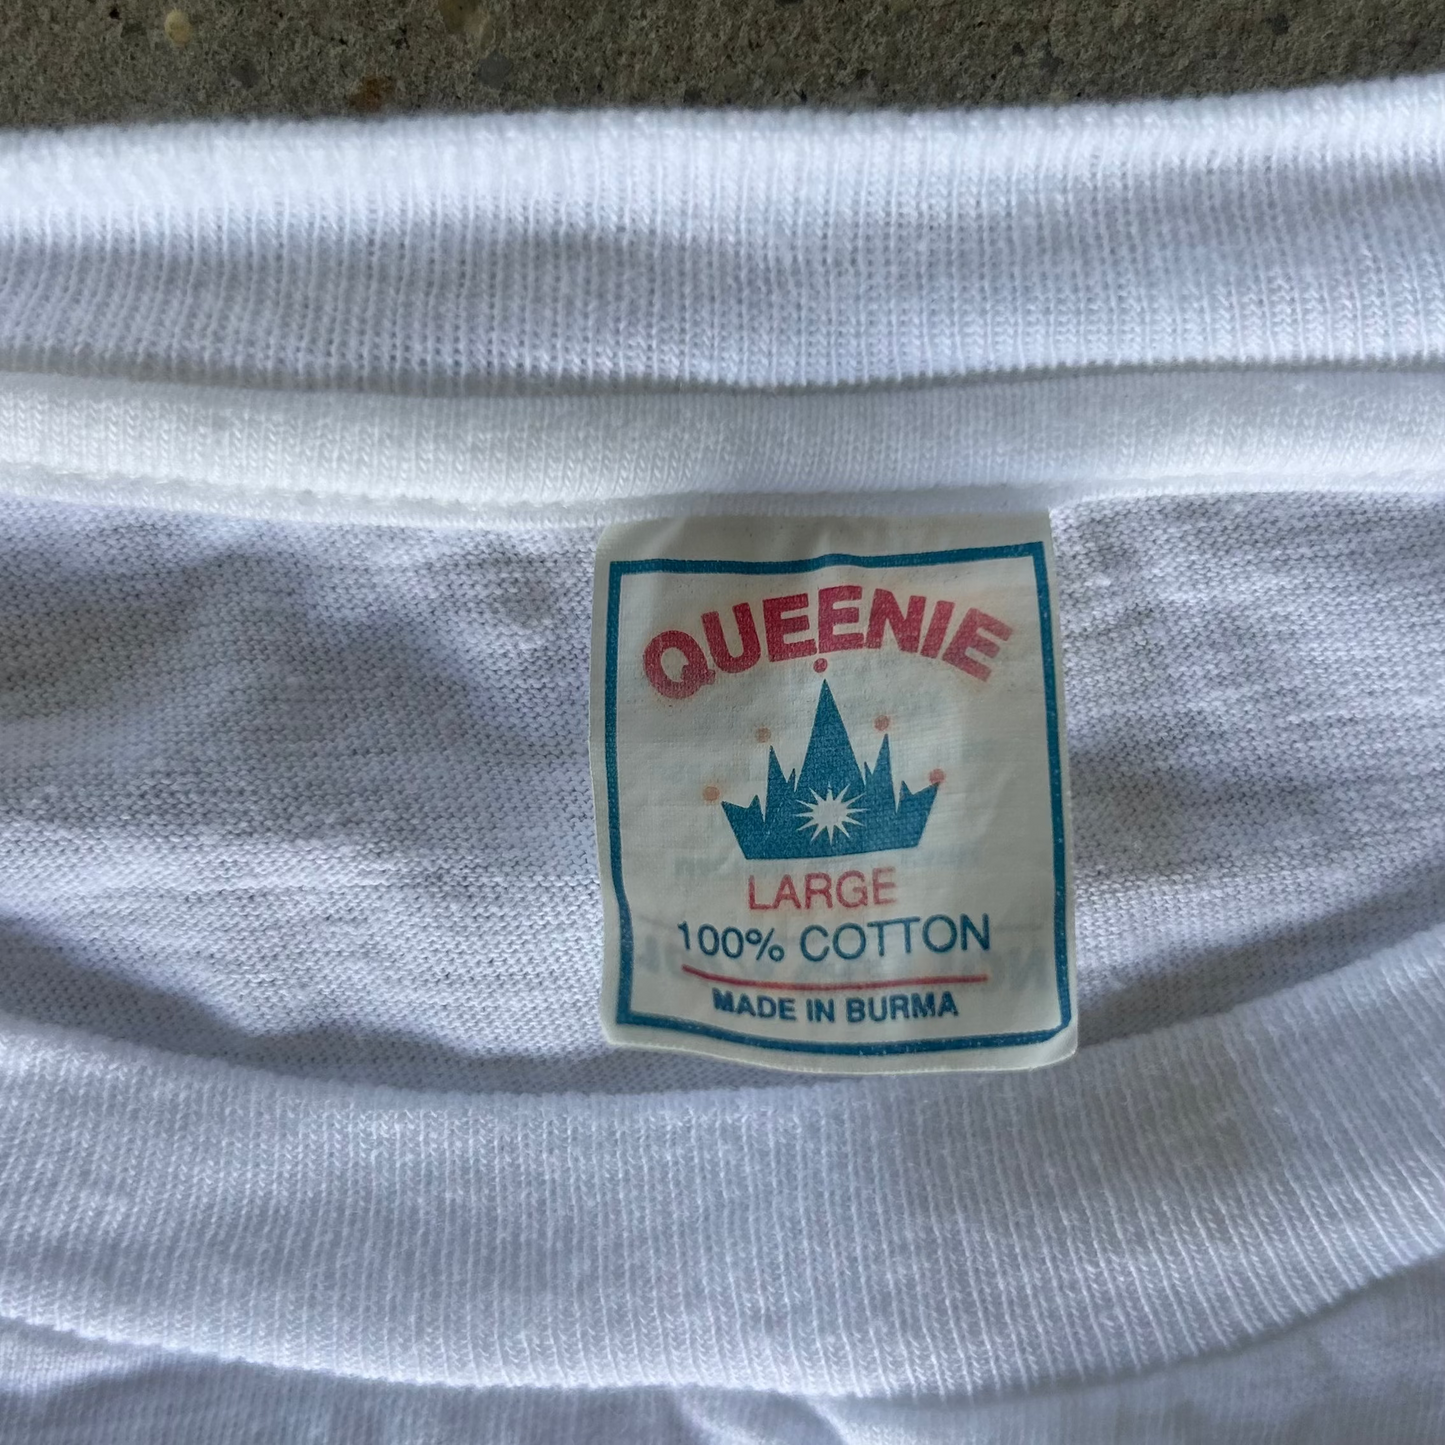 QUEENIE
LARGE
100% COTTON
MADE IN BURMA